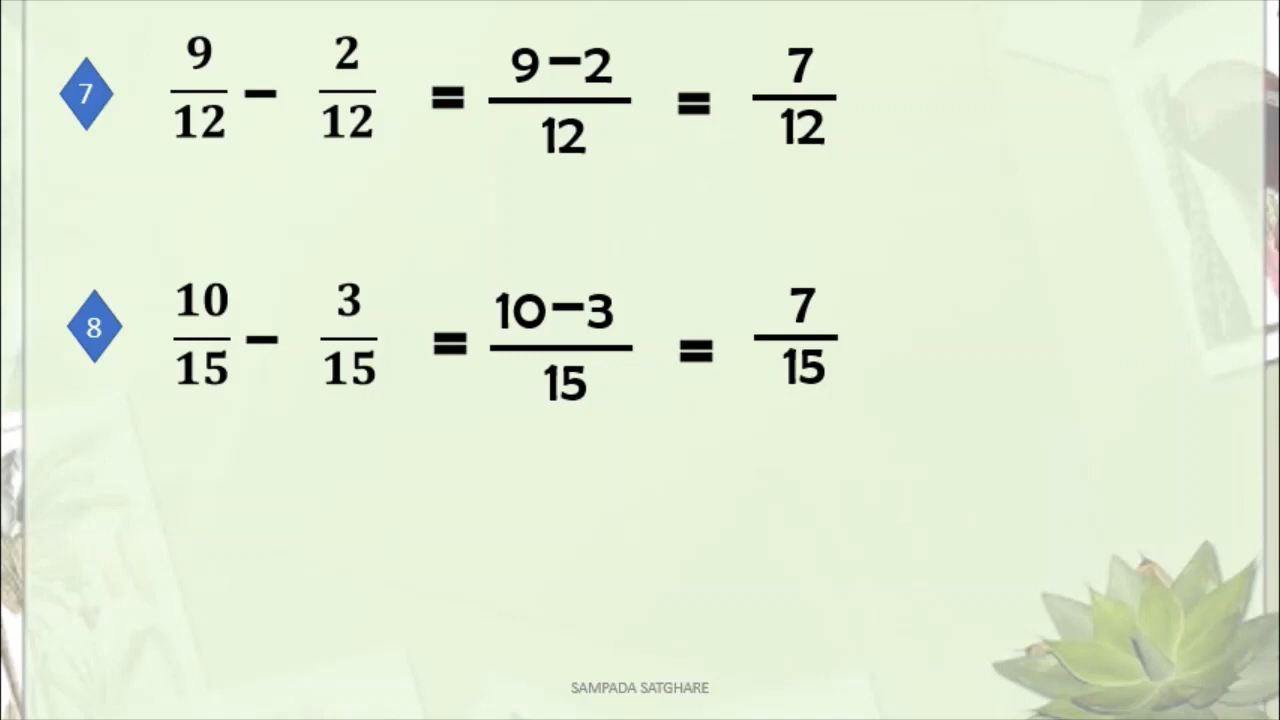 7 9/12 − 2/12 = 9−2/12 = 7/12
8 10/15 − 3/15 = 10−3/15 = 7/15
SAMPADA SATGHARE